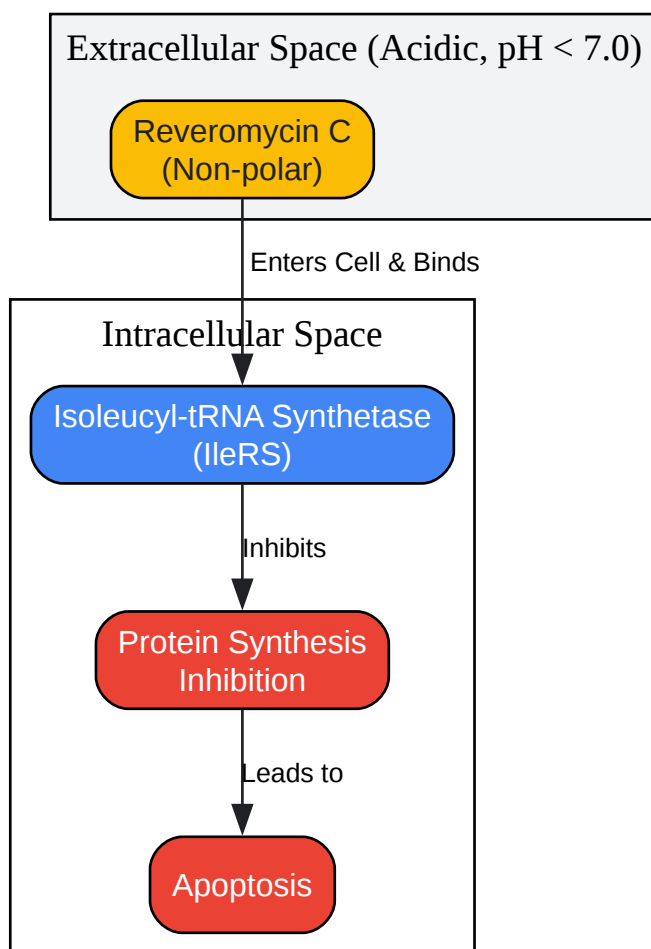 Extracellular Space (Acidic, pH < 7.0)
Reveromycin C
(Non-polar)
Enters Cell & Binds
Intracellular Space
Isoleucyl-tRNA Synthetase
(IleRS)
Inhibits
Protein Synthesis
Inhibition
Leads to
Apoptosis